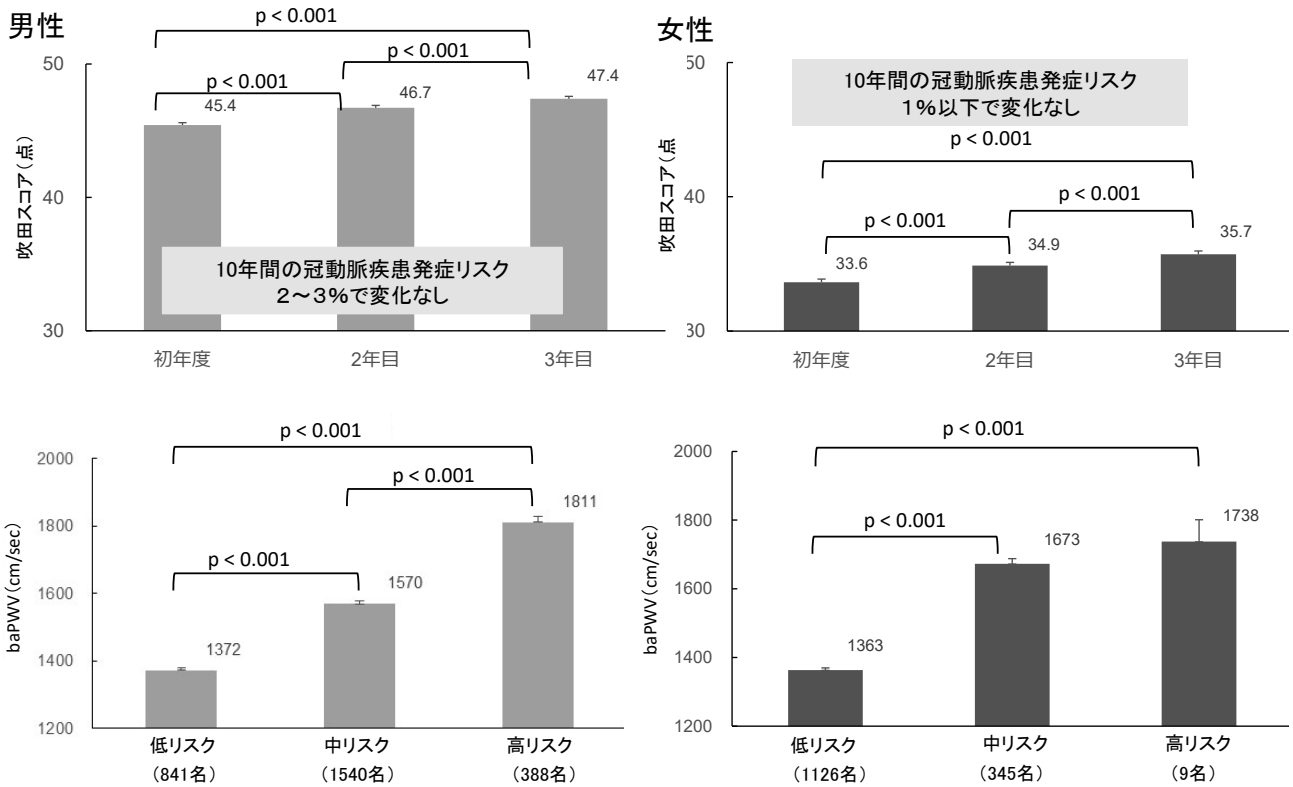 男性
p < 0.001
p < 0.001
p < 0.001
50
40
30
吹田スコア（点）
45.4
46.7
47.4
10年間の冠動脈疾患発症リスク
２～３％で変化なし
初年度
2年目
3年目
女性
10年間の冠動脈疾患発症リスク
１％以下で変化なし
p < 0.001
p < 0.001
p < 0.001
50
40
30
吹田スコア（点
33.6
34.9
35.7
初年度
2年目
3年目
p < 0.001
p < 0.001
p < 0.001
2000
1800
1600
1400
1200
baPWV（cm/sec）
1372
1570
1811
低リスク
中リスク
高リスク
（841名）
（1540名）
（388名）
p < 0.001
p < 0.001
2000
1800
1600
1400
1200
baPWV（cm/sec）
1363
1673
1738
低リスク
中リスク
高リスク
（1126名）
（345名）
（9名）